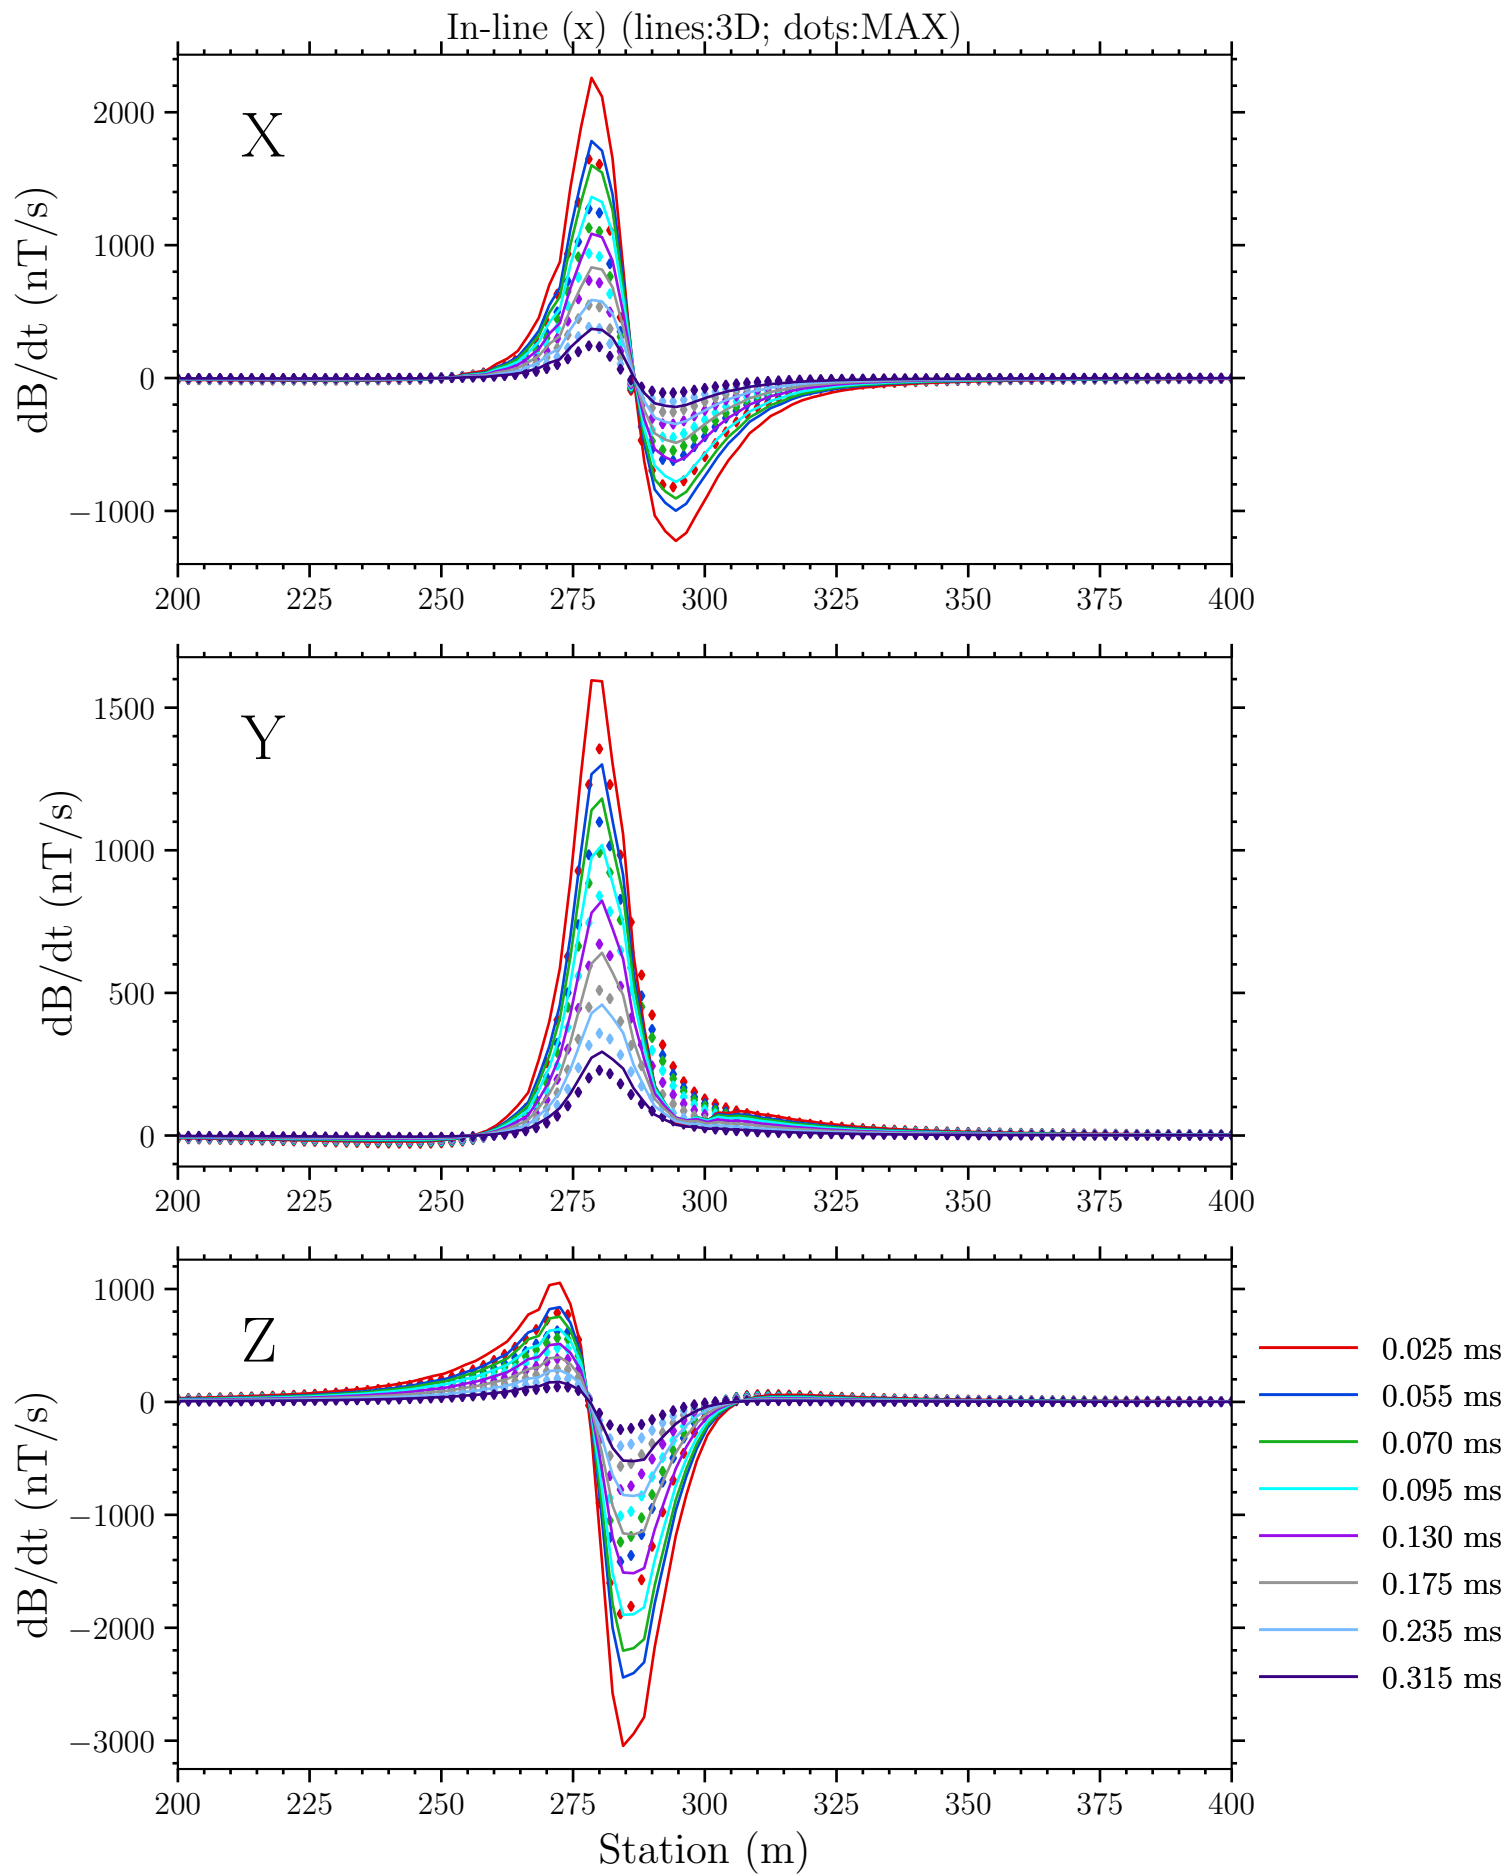 In-line (x) (lines:3D; dots:MAX)
X
dB/dt (nT/s)
2000
1000
0
−1000
200 225 250 275 300 325 350 375 400
Y
dB/dt (nT/s)
1500
1000
500
0
200 225 250 275 300 325 350 375 400
Z
dB/dt (nT/s)
1000
0
−1000
−2000
−3000
200 225 250 275 300 325 350 375 400
Station (m)
0.025 ms
0.055 ms
0.070 ms
0.095 ms
0.130 ms
0.175 ms
0.235 ms
0.315 ms